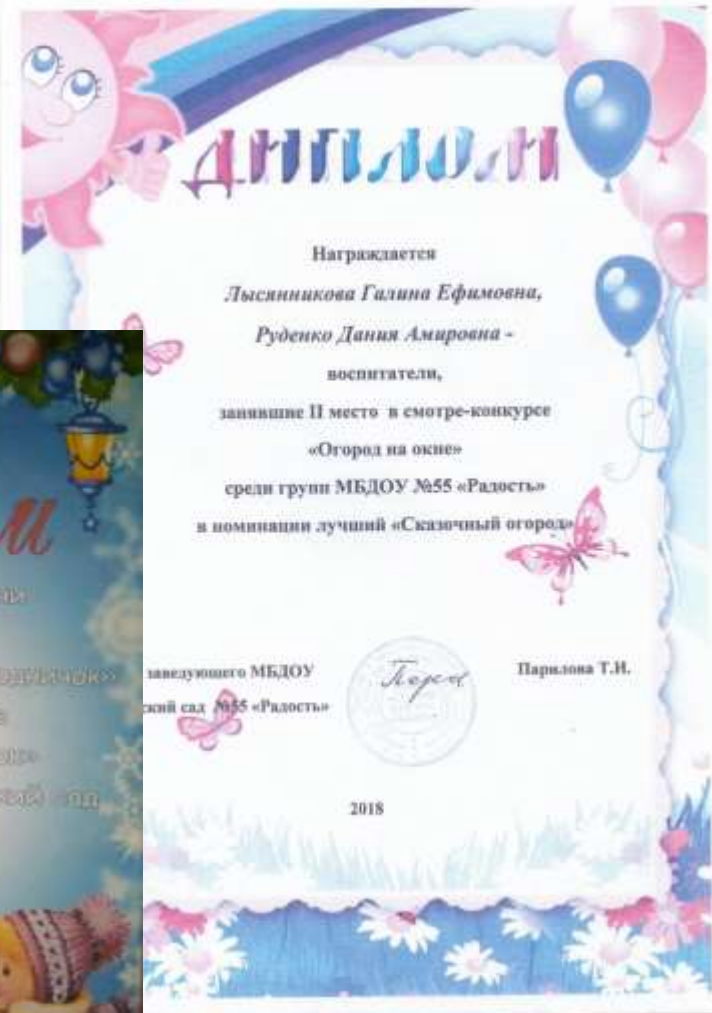 ДИПЛОМ
Награждается
Лысянникова Галина Ефимовна,
Руденко Дания Амировна -
воспитатели,
занявшие II место в смотре-конкурсе
«Огород на окне»
среди групп МБДОУ №55 «Радость»
в номинации лучший «Сказочный огород»
заведующего МБДОУ
Парилова Т.И.
ский сад №55 «Радость»
2018
М
одничок»